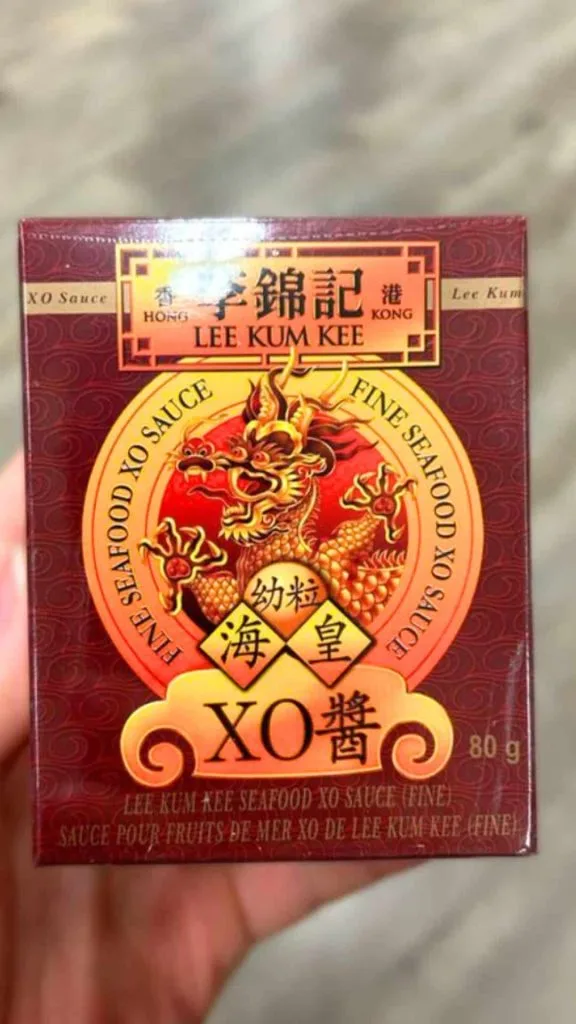 XO Sauce
Lee Kum
香 李錦記 港
HONG KONG
LEE KUM KEE
FINE SEAFOOD XO SAUCE
FINE SEAFOOD XO SAUCE
幼粒
海皇
XO醬
80 g
LEE KUM KEE SEAFOOD XO SAUCE (FINE)
SAUCE POUR FRUITS DE MER XO DE LEE KUM KEE (FINE)